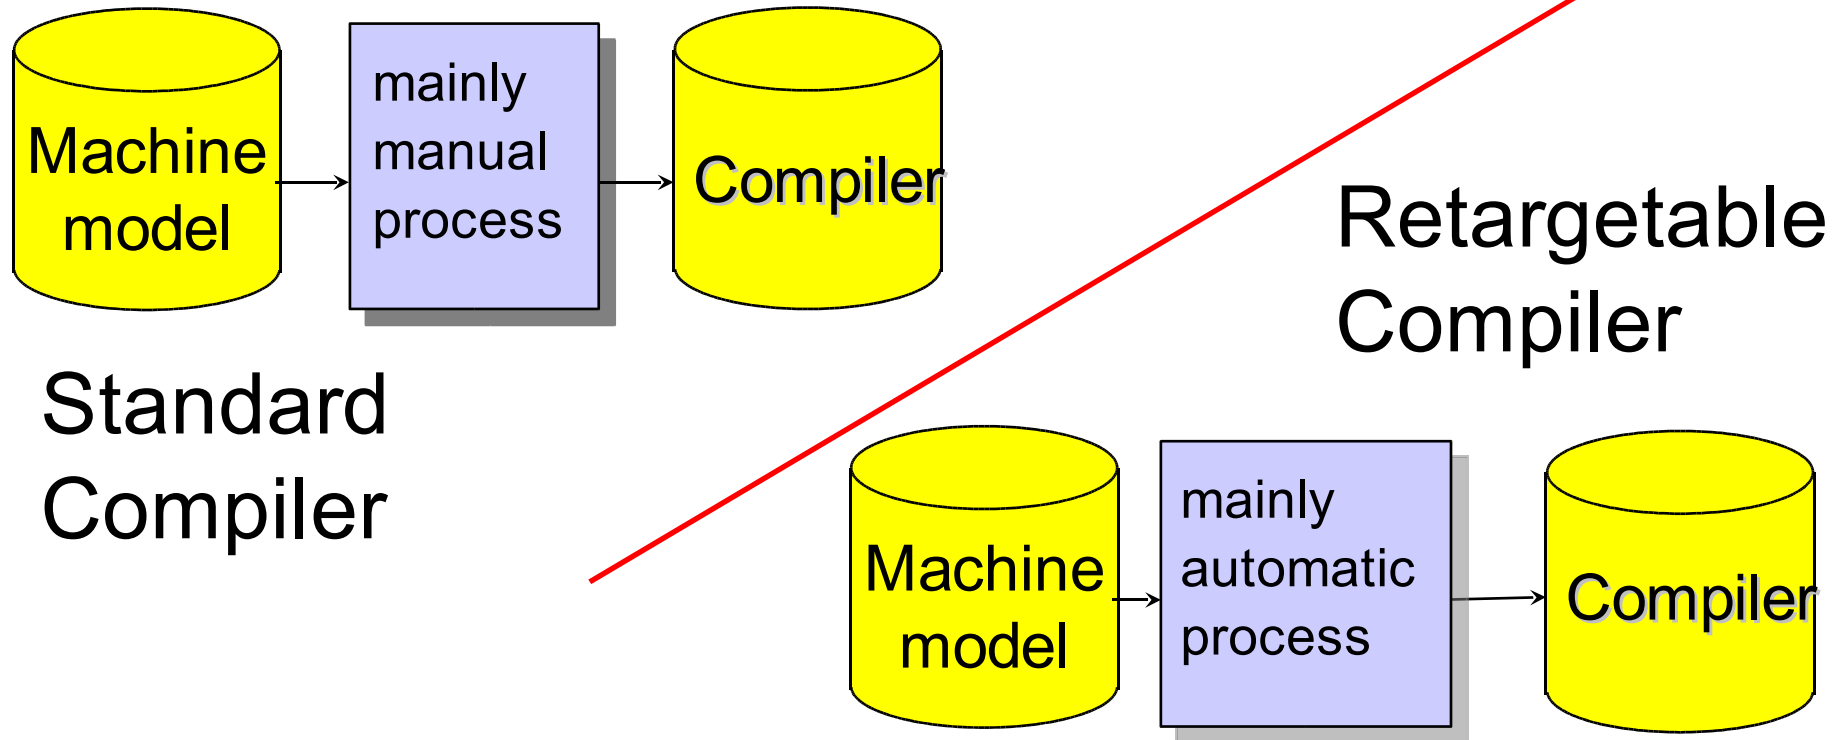 Machine
model
mainly
manual
process
Compiler
Standard
Compiler
Retargetable
Compiler
Machine
model
mainly
automatic
process
Compiler